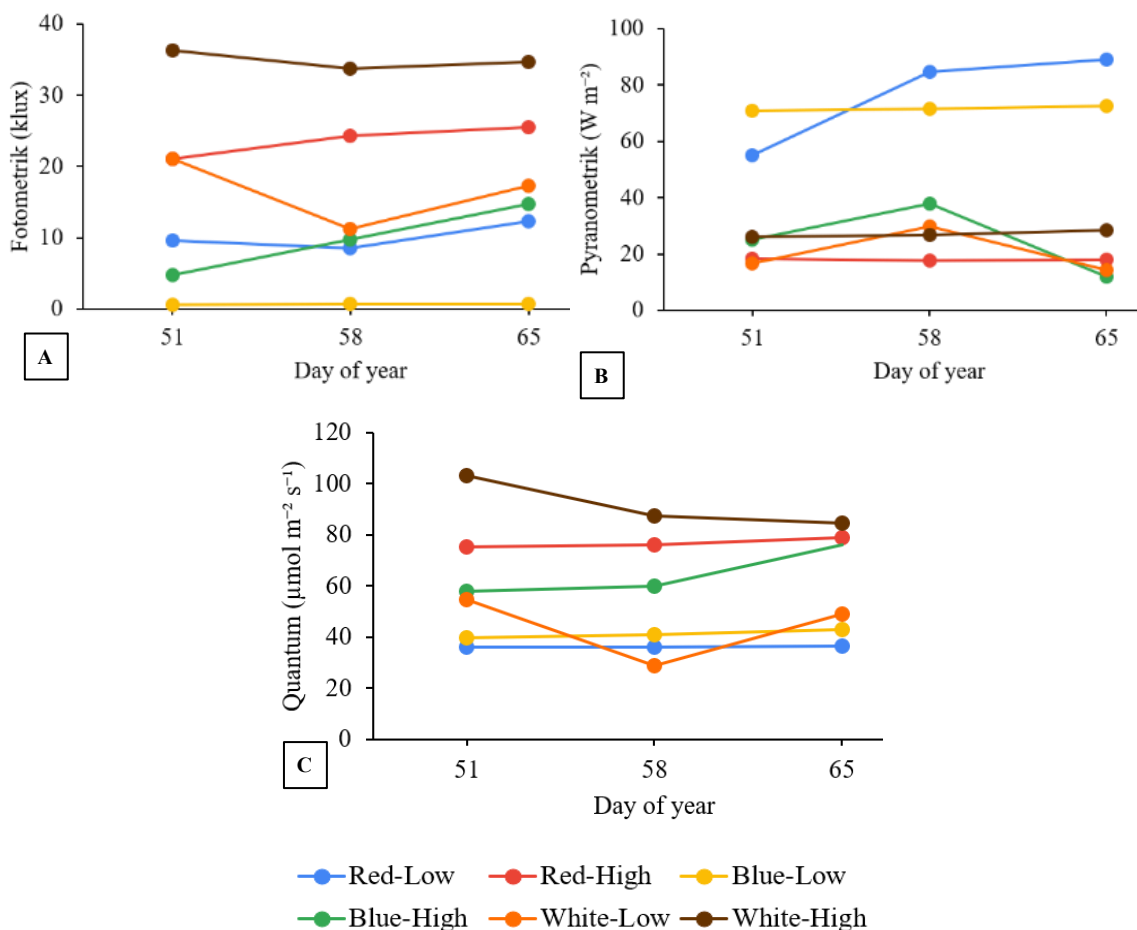 40
30
20
10
0
Fotometrik (klux)
51 58 65
Day of year
A
100
80
60
40
20
0
Pyranometrik (W m⁻²)
51 58 65
Day of year
B
120
100
80
60
40
20
0
Quantum (µmol m⁻² s⁻¹)
51 58 65
Day of year
C
Red-Low Red-High Blue-Low
Blue-High White-Low White-High